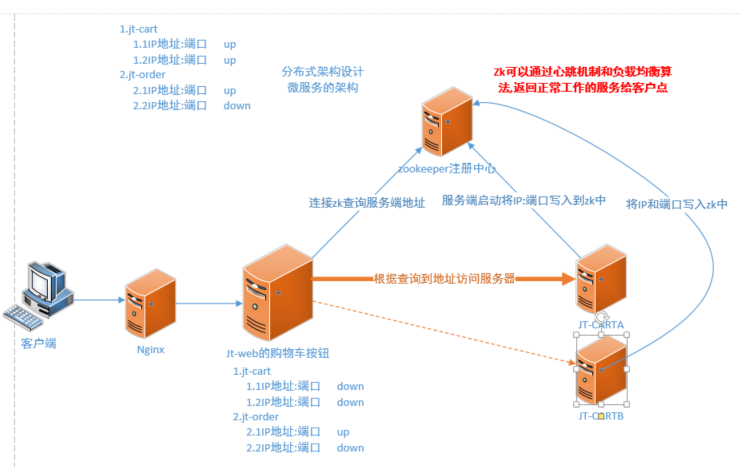 1.jt-cart
1.1IP地址:端口 up
1.2IP地址:端口 up
2.jt-order
2.1IP地址:端口 up
2.2IP地址:端口 down
分布式架构设计
微服务的架构
Zk可以通过心跳机制和负载均衡算
法,返回正常工作的服务给客户点
zookeeper注册中心
连接zk查询服务端地址
服务端启动将IP:端口写入到zk中
将IP和端口写入zk中
根据查询到地址访问服务器
客户端
Nginx
Jt-web的购物车按钮
JT-CARTA
JT-CARTB
1.jt-cart
1.1IP地址:端口 down
1.2IP地址:端口 down
2.jt-order
2.1IP地址:端口 up
2.2IP地址:端口 down